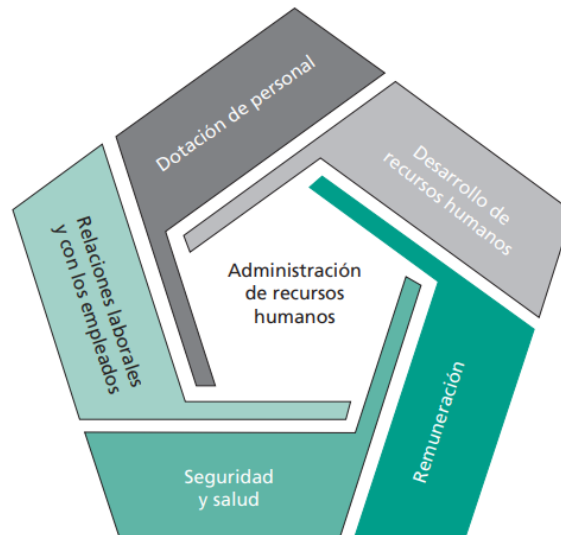 Dotación de personal
Desarrollo de
recursos humanos
Relaciones laborales
y con los empleados
Administración
de recursos
humanos
Remuneración
Seguridad
y salud